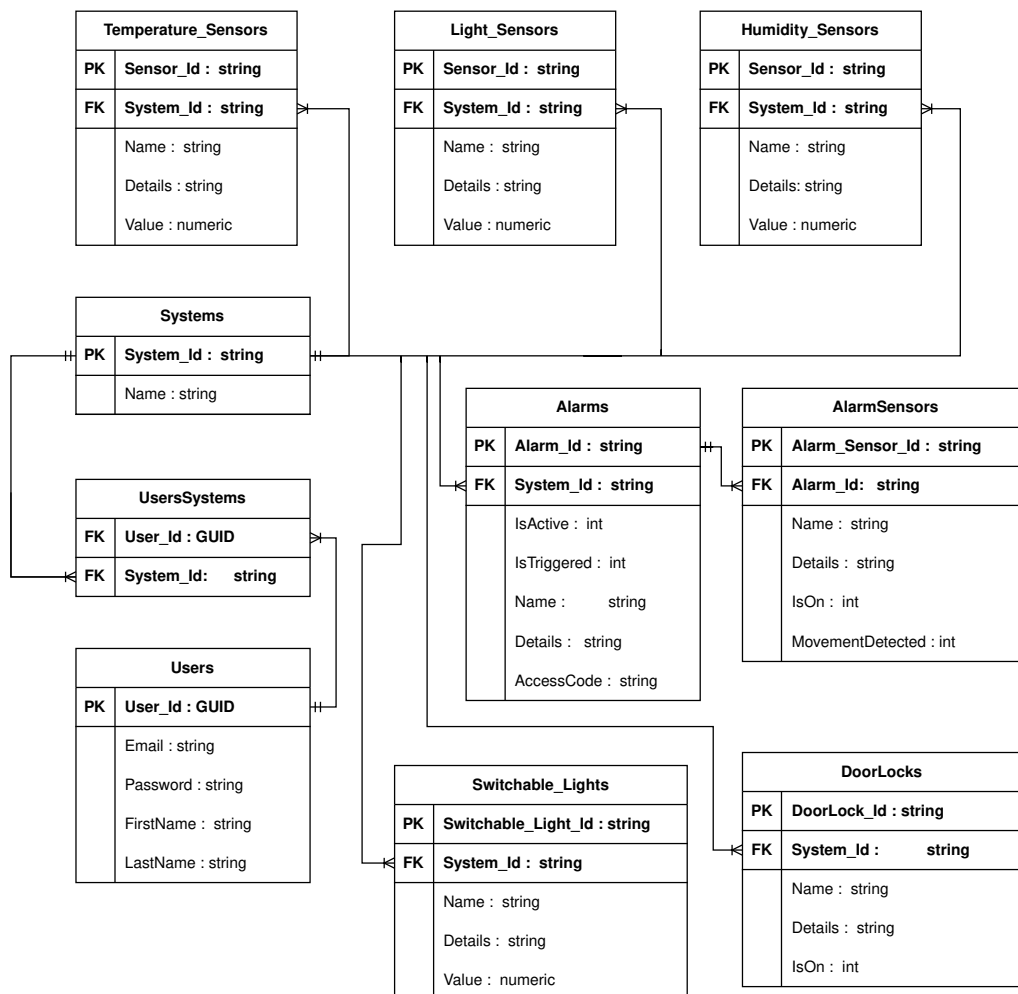 Temperature_Sensors
PK Sensor_Id : string
FK System_Id : string
Name : string
Details : string
Value : numeric
Light_Sensors
PK Sensor_Id : string
FK System_Id : string
Name : string
Details : string
Value : numeric
Humidity_Sensors
PK Sensor_Id : string
FK System_Id : string
Name : string
Details: string
Value : numeric
Systems
PK System_Id : string
Name : string
UsersSystems
FK User_Id : GUID
FK System_Id: string
Users
PK User_Id : GUID
Email : string
Password : string
FirstName : string
LastName : string
Alarms
PK Alarm_Id : string
FK System_Id : string
IsActive : int
IsTriggered : int
Name : string
Details : string
AccessCode : string
AlarmSensors
PK Alarm_Sensor_Id : string
FK Alarm_Id: string
Name : string
Details : string
IsOn : int
MovementDetected : int
Switchable_Lights
PK Switchable_Light_Id : string
FK System_Id : string
Name : string
Details : string
Value : numeric
DoorLocks
PK DoorLock_Id : string
FK System_Id : string
Name : string
Details : string
IsOn : int